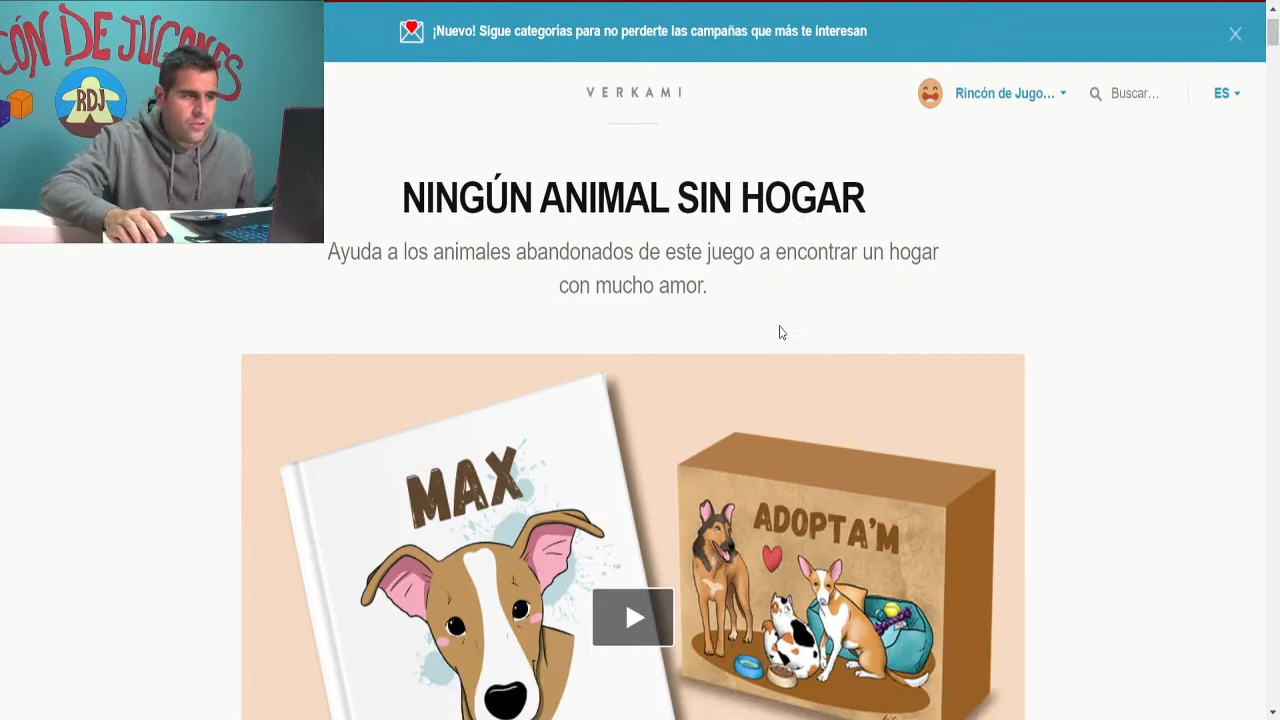 CÓN DE JUGONES
RDJ
¡Nuevo! Sigue categorías para no perderte las campañas que más te interesan
VERKAMI
Rincón de Jugo...
Buscar...
ES
NINGÚN ANIMAL SIN HOGAR
Ayuda a los animales abandonados de este juego a encontrar un hogar
con mucho amor.
MAX
ADOPTA'M